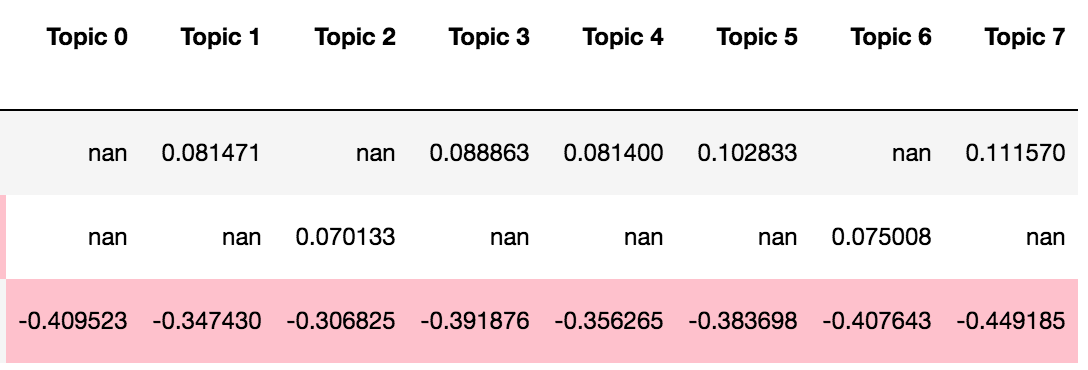 Topic 0 Topic 1 Topic 2 Topic 3 Topic 4 Topic 5 Topic 6 Topic 7
nan 0.081471 nan 0.088863 0.081400 0.102833 nan 0.111570
nan nan 0.070133 nan nan nan 0.075008 nan
-0.409523 -0.347430 -0.306825 -0.391876 -0.356265 -0.383698 -0.407643 -0.449185